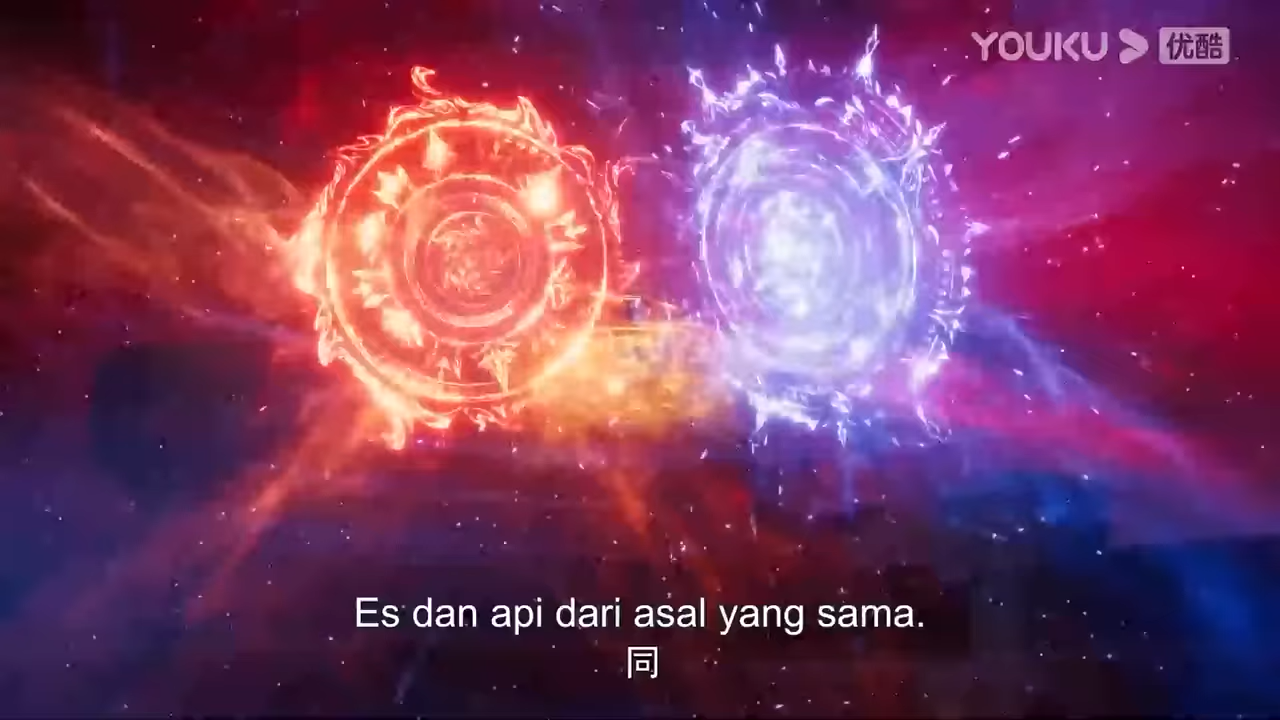 YOUKU 优酷
Es dan api dari asal yang sama.
同